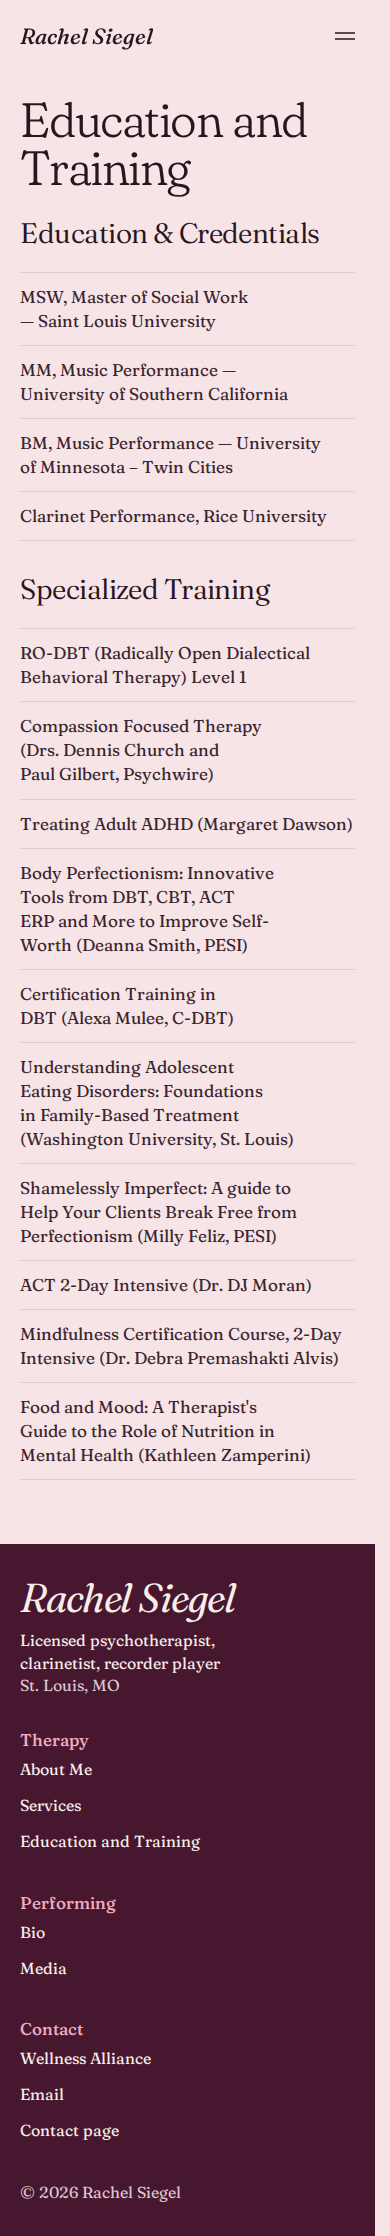 Rachel Siegel
Education and
Training
Education & Credentials
MSW, Master of Social Work
— Saint Louis University
MM, Music Performance —
University of Southern California
BM, Music Performance — University
of Minnesota – Twin Cities
Clarinet Performance, Rice University
Specialized Training
RO-DBT (Radically Open Dialectical
Behavioral Therapy) Level 1
Compassion Focused Therapy
(Drs. Dennis Church and
Paul Gilbert, Psychwire)
Treating Adult ADHD (Margaret Dawson)
Body Perfectionism: Innovative
Tools from DBT, CBT, ACT
ERP and More to Improve Self-
Worth (Deanna Smith, PESI)
Certification Training in
DBT (Alexa Mulee, C-DBT)
Understanding Adolescent
Eating Disorders: Foundations
in Family-Based Treatment
(Washington University, St. Louis)
Shamelessly Imperfect: A guide to
Help Your Clients Break Free from
Perfectionism (Milly Feliz, PESI)
ACT 2-Day Intensive (Dr. DJ Moran)
Mindfulness Certification Course, 2-Day
Intensive (Dr. Debra Premashakti Alvis)
Food and Mood: A Therapist's
Guide to the Role of Nutrition in
Mental Health (Kathleen Zamperini)
Rachel Siegel
Licensed psychotherapist,
clarinetist, recorder player
St. Louis, MO
Therapy
About Me
Services
Education and Training
Performing
Bio
Media
Contact
Wellness Alliance
Email
Contact page
© 2026 Rachel Siegel